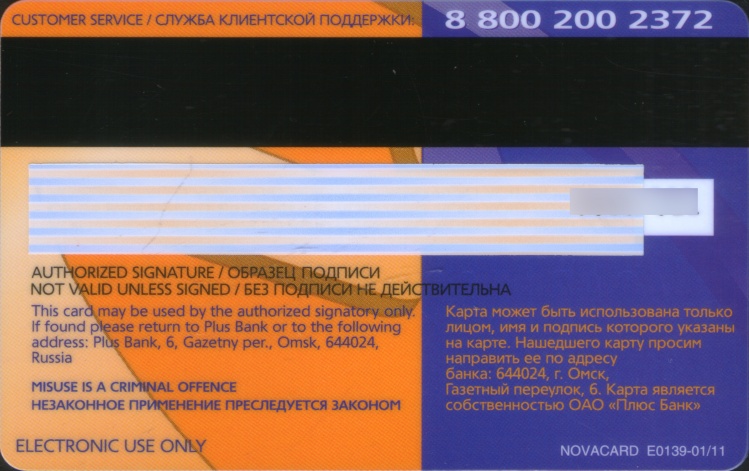 CUSTOMER SERVICE / СЛУЖБА КЛИЕНТСКОЙ ПОДДЕРЖКИ: 8 800 200 2372
AUTHORIZED SIGNATURE / ОБРАЗЕЦ ПОДПИСИ
NOT VALID UNLESS SIGNED / БЕЗ ПОДПИСИ НЕ ДЕЙСТВИТЕЛЬНА
This card may be used by the authorized signatory only.
If found please return to Plus Bank or to the following
address: Plus Bank, 6, Gazetny per., Omsk, 644024,
Russia
MISUSE IS A CRIMINAL OFFENCE
НЕЗАКОННОЕ ПРИМЕНЕНИЕ ПРЕСЛЕДУЕТСЯ ЗАКОНОМ
ELECTRONIC USE ONLY
Карта может быть использована только
лицом, имя и подпись которого указаны
на карте. Нашедшего карту просим
направить ее по адресу
банка: 644024, г. Омск,
Газетный переулок, 6. Карта является
собственностью ОАО «Плюс Банк»
NOVACARD E0139-01/11